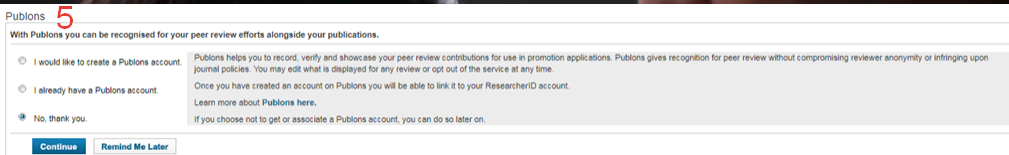 Publons 5
With Publons you can be recognised for your peer review efforts alongside your publications.
I would like to create a Publons account.
I already have a Publons account.
No, thank you.
Publons helps you to record, verify and showcase your peer review contributions for use in promotion applications. Publons gives recognition for peer review without compromising reviewer anonymity or infringing upon
journal policies. You may edit what is displayed for any review or opt out of the service at any time.
Once you have created an account on Publons you will be able to link it to your ResearcherID account.
Learn more about Publons here.
If you choose not to get or associate a Publons account, you can do so later on.
Continue Remind Me Later